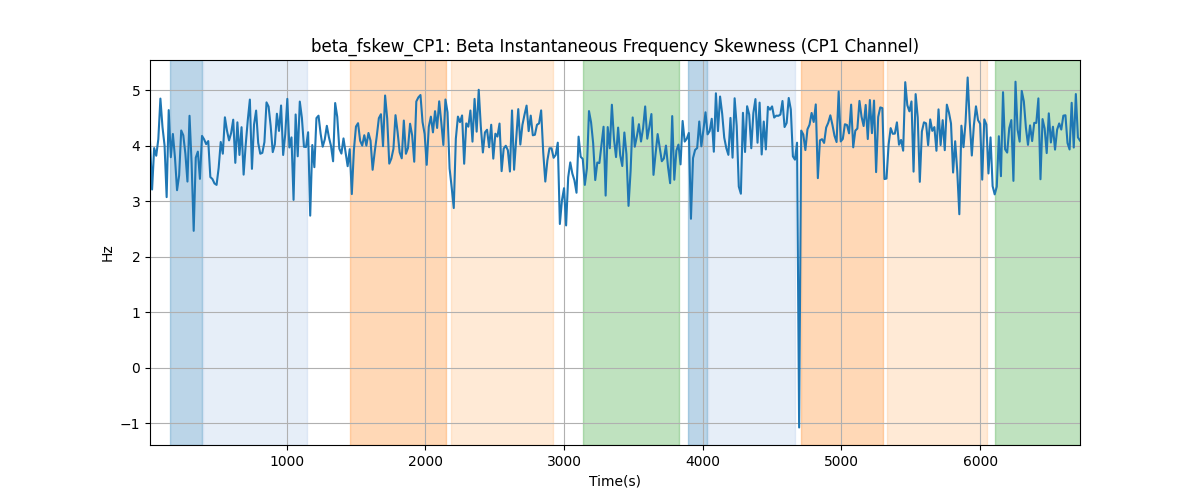 beta_fskew_CP1: Beta Instantaneous Frequency Skewness (CP1 Channel)
Hz
5
4
3
2
1
0
−1
1000 2000 3000 4000 5000 6000
Time(s)